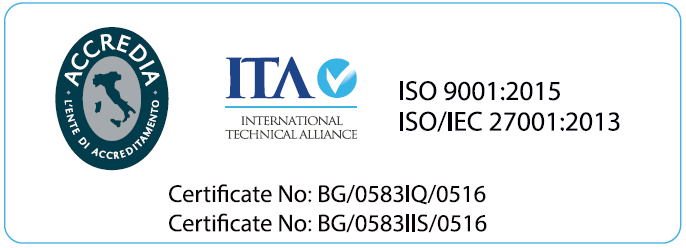 ACCREDIA
L'ENTE DI ACCREDITAMENTO
ITA
INTERNATIONAL
TECHNICAL ALLIANCE
ISO 9001:2015
ISO/IEC 27001:2013
Certificate No: BG/0583IQ/0516
Certificate No: BG/0583IIS/0516